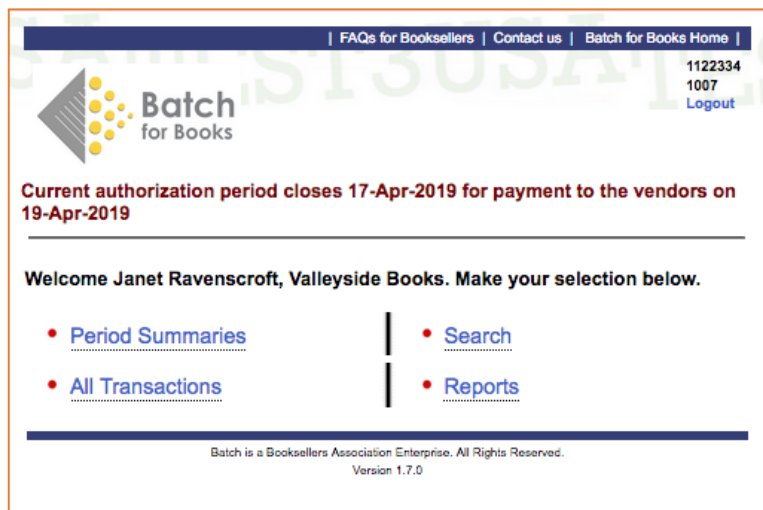 | FAQs for Booksellers | Contact us | Batch for Books Home |
1122334
1007
Logout
Batch
for Books
Current authorization period closes 17-Apr-2019 for payment to the vendors on
19-Apr-2019
Welcome Janet Ravenscroft, Valleyside Books. Make your selection below.
• Period Summaries
• Search
• All Transactions
• Reports
Batch is a Booksellers Association Enterprise. All Rights Reserved.
Version 1.7.0